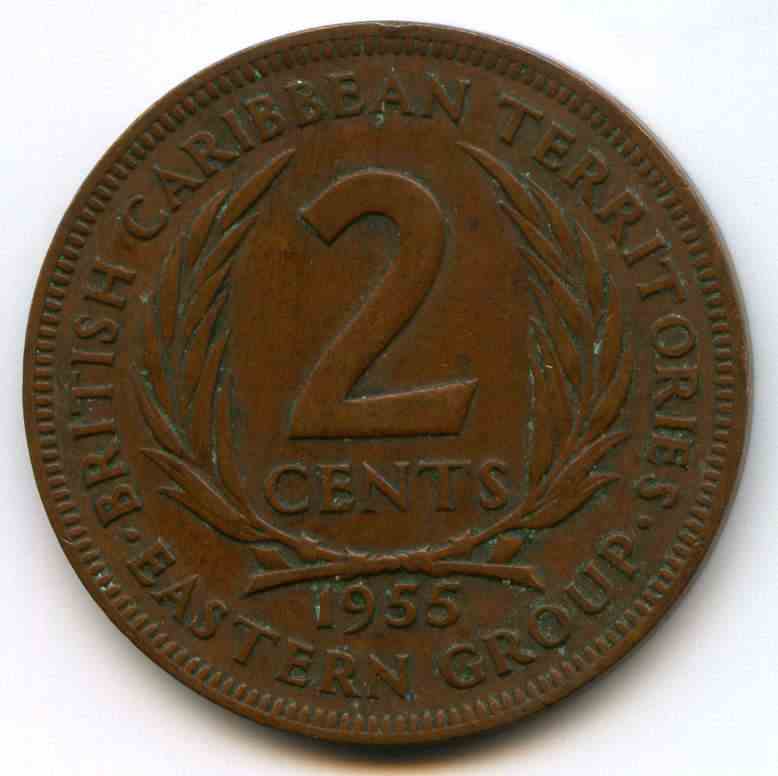 BRITISH CARIBBEAN TERRITORIES
2
CENTS
1955
· EASTERN GROUP ·